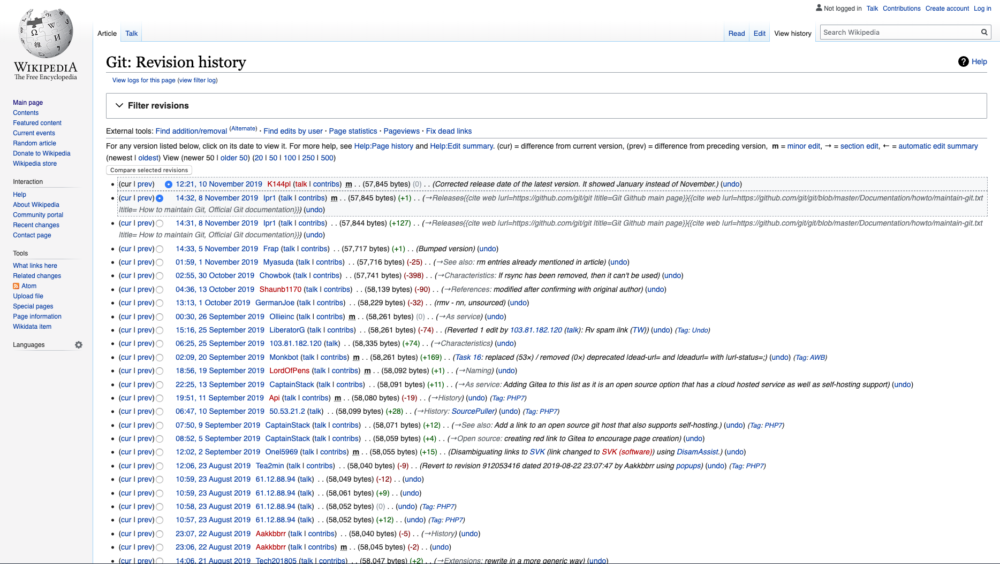 Not logged in Talk Contributions Create account Log in
Article Talk Read Edit View history Search Wikipedia
WIKIPEDIA
The Free Encyclopedia
Main page
Contents
Featured content
Current events
Random article
Donate to Wikipedia
Wikipedia store
Interaction
Help
About Wikipedia
Community portal
Recent changes
Contact page
Tools
What links here
Related changes
Atom
Upload file
Special pages
Page information
Wikidata item
Languages
Git: Revision history
? Help
View logs for this page (view filter log)
Filter revisions
External tools: Find addition/removal (Alternate) · Find edits by user · Page statistics · Pageviews · Fix dead links
For any version listed below, click on its date to view it. For more help, see Help:Page history and Help:Edit summary. (cur) = difference from current version, (prev) = difference from preceding version, m = minor edit, → = section edit, ← = automatic edit summary
(newest | oldest) View (newer 50 | older 50) (20 | 50 | 100 | 250 | 500)
Compare selected revisions
(cur | prev) 12:21, 10 November 2019 K144pl (talk | contribs) m . . (57,845 bytes) (0) . . (Corrected release date of the latest version. It showed January instead of November.) (undo)
(cur | prev) 14:32, 8 November 2019 Ipr1 (talk | contribs) m . . (57,845 bytes) (+1) . . (→Releases{{cite web |url=https://github.com/git/git |title=Git Github main page}}{{cite web |url=https://github.com/git/git/blob/master/Documentation/howto/maintain-git.txt
|title= How to maintain Git, Official Git documentation}}) (undo)
(cur | prev) 14:31, 8 November 2019 Ipr1 (talk | contribs) . . (57,844 bytes) (+127) . . (→Releases{{cite web |url=https://github.com/git/git |title=Git Github main page}}{{cite web |url=https://github.com/git/git/blob/master/Documentation/howto/maintain-git.txt
|title= How to maintain Git, Official Git documentation}}) (undo)
(cur | prev) 14:33, 5 November 2019 Frap (talk | contribs) . . (57,717 bytes) (+1) . . (Bumped version) (undo)
(cur | prev) 01:59, 1 November 2019 Myasuda (talk | contribs) . . (57,716 bytes) (-25) . . (→See also: rm entries already mentioned in article) (undo)
(cur | prev) 02:55, 30 October 2019 Chowbok (talk | contribs) . . (57,741 bytes) (-398) . . (→Characteristics: If rsync has been removed, then it can't be used) (undo)
(cur | prev) 04:36, 13 October 2019 Shaunb1170 (talk | contribs) . . (58,139 bytes) (-90) . . (→References: modified after confirming with original author) (undo)
(cur | prev) 13:13, 1 October 2019 GermanJoe (talk | contribs) . . (58,229 bytes) (-32) . . (rmv - nn, unsourced) (undo)
(cur | prev) 00:30, 26 September 2019 Ollieinc (talk | contribs) m . . (58,261 bytes) (0) . . (→As service) (undo)
(cur | prev) 15:16, 25 September 2019 LiberatorG (talk | contribs) . . (58,261 bytes) (-74) . . (Reverted 1 edit by 103.81.182.120 (talk): Rv spam ilnk (TW)) (undo) (Tag: Undo)
(cur | prev) 06:25, 25 September 2019 103.81.182.120 (talk) . . (58,335 bytes) (+74) . . (→Characteristics) (undo)
(cur | prev) 02:09, 20 September 2019 Monkbot (talk | contribs) m . . (58,261 bytes) (+169) . . (Task 16: replaced (53×) / removed (0×) deprecated |dead-url= and |deadurl= with |url-status=;) (undo) (Tag: AWB)
(cur | prev) 18:56, 19 September 2019 LordOfPens (talk | contribs) m . . (58,092 bytes) (+1) . . (→Naming) (undo)
(cur | prev) 22:25, 13 September 2019 CaptainStack (talk | contribs) . . (58,091 bytes) (+11) . . (→As service: Adding Gitea to this list as it is an open source option that has a cloud hosted service as well as self-hosting support) (undo)
(cur | prev) 19:51, 11 September 2019 Api (talk | contribs) m . . (58,080 bytes) (-19) . . (→History) (undo) (Tag: PHP7)
(cur | prev) 06:47, 10 September 2019 50.53.21.2 (talk) . . (58,099 bytes) (+28) . . (→History: SourcePuller) (undo) (Tag: PHP7)
(cur | prev) 07:50, 9 September 2019 CaptainStack (talk | contribs) . . (58,071 bytes) (+12) . . (→See also: Add a link to an open source git host that also supports self-hosting.) (undo) (Tag: PHP7)
(cur | prev) 08:52, 5 September 2019 CaptainStack (talk | contribs) . . (58,059 bytes) (+4) . . (→Open source: creating red link to Gitea to encourage page creation) (undo)
(cur | prev) 12:02, 2 September 2019 Onel5969 (talk | contribs) m . . (58,055 bytes) (+15) . . (Disambiguating links to SVK (link changed to SVK (software)) using DisamAssist.) (undo)
(cur | prev) 12:06, 23 August 2019 Tea2min (talk | contribs) . . (58,040 bytes) (-9) . . (Revert to revision 912053416 dated 2019-08-22 23:07:47 by Aakkbbrr using popups) (undo) (Tag: PHP7)
(cur | prev) 10:59, 23 August 2019 61.12.88.94 (talk) . . (58,049 bytes) (-12) . . (undo)
(cur | prev) 10:59, 23 August 2019 61.12.88.94 (talk) . . (58,061 bytes) (+9) . . (undo)
(cur | prev) 10:58, 23 August 2019 61.12.88.94 (talk) . . (58,052 bytes) (0) . . (undo) (Tag: PHP7)
(cur | prev) 10:57, 23 August 2019 61.12.88.94 (talk) . . (58,052 bytes) (+12) . . (undo) (Tag: PHP7)
(cur | prev) 23:07, 22 August 2019 Aakkbbrr (talk | contribs) . . (58,040 bytes) (-5) . . (→History) (undo)
(cur | prev) 23:06, 22 August 2019 Aakkbbrr (talk | contribs) m . . (58,045 bytes) (-2) . . (undo)
(cur | prev) 14:06, 21 August 2019 Tech201805 (talk | contribs) . . (58,047 bytes) (+2) . . (→Extensions: rewrite in a more generic way) (undo)